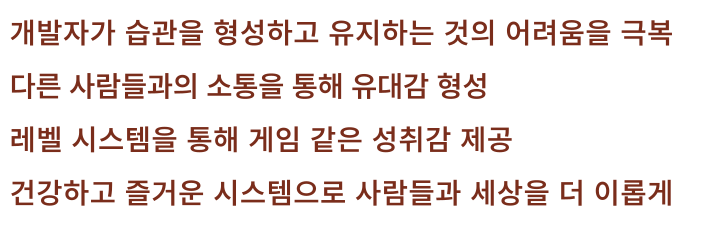 개발자가 습관을 형성하고 유지하는 것의 어려움을 극복
다른 사람들과의 소통을 통해 유대감 형성
레벨 시스템을 통해 게임 같은 성취감 제공
건강하고 즐거운 시스템으로 사람들과 세상을 더 이롭게